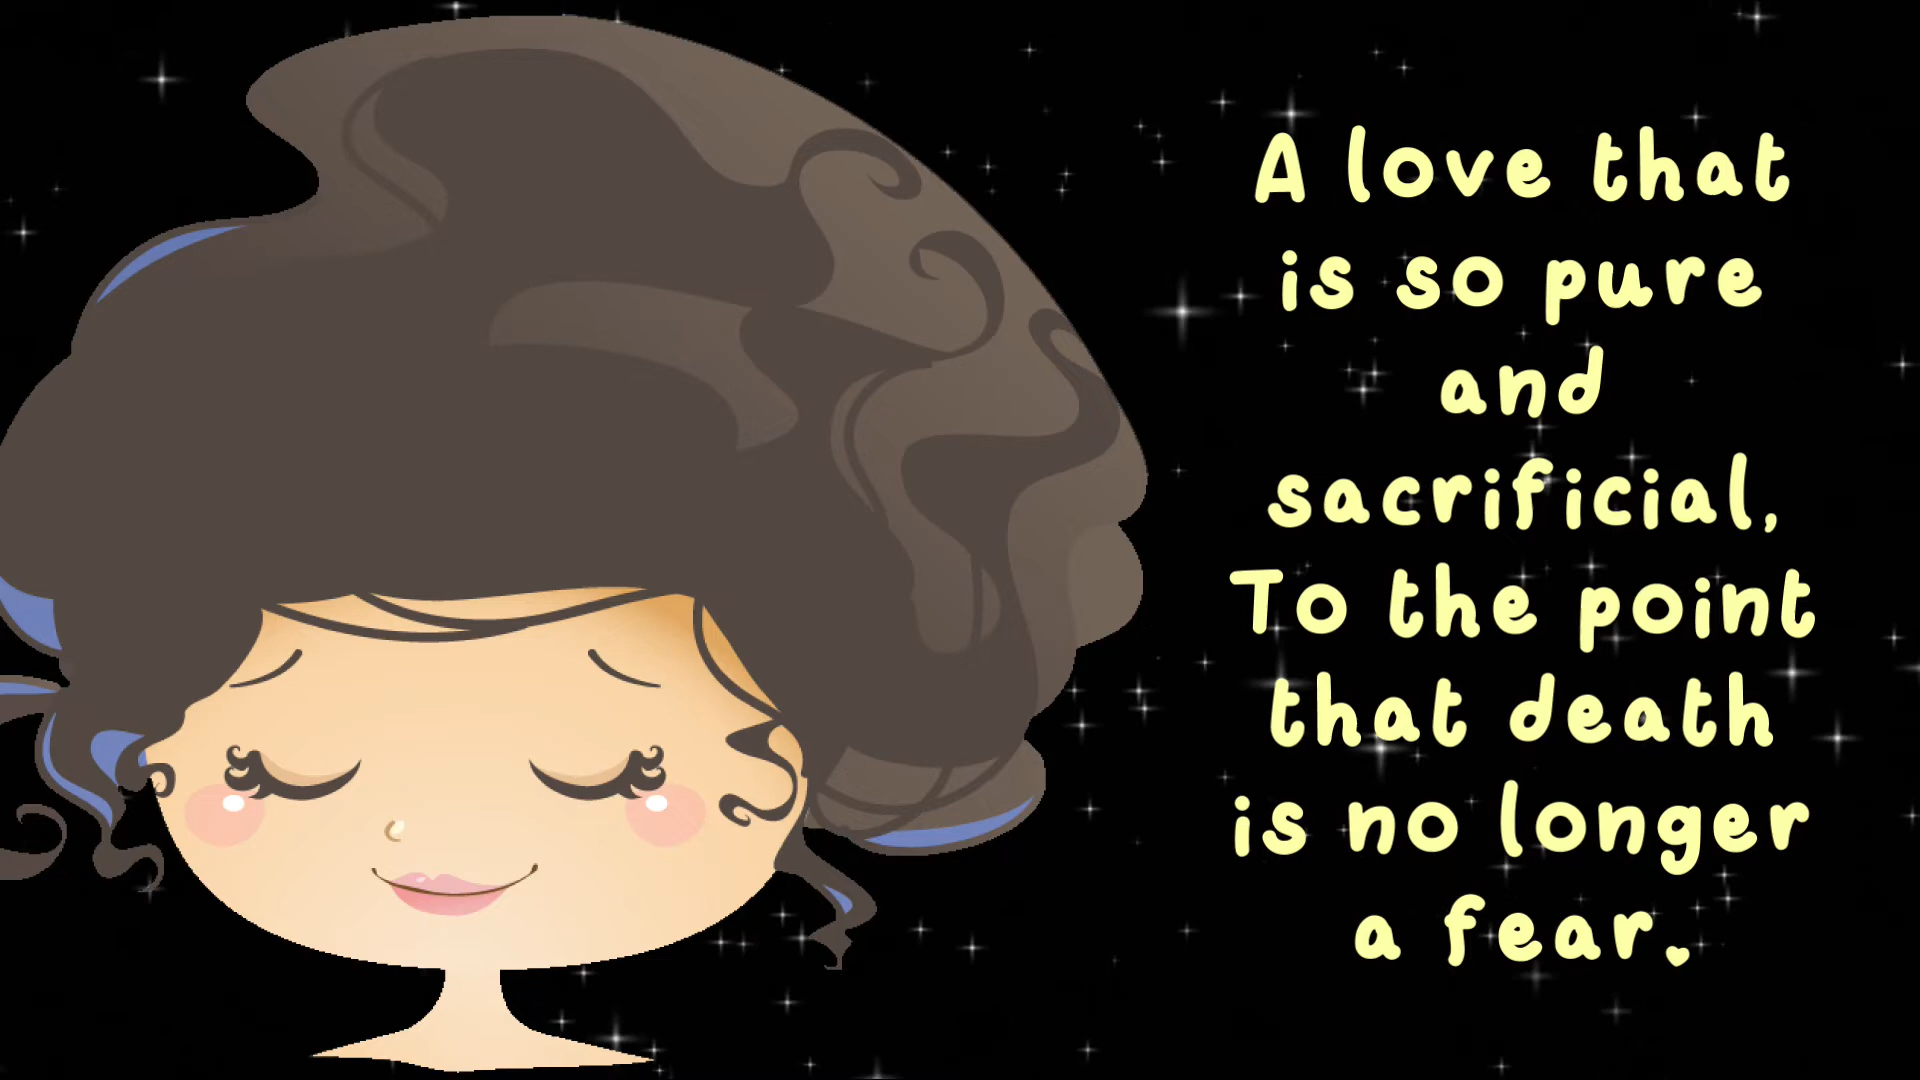 A love that
is so pure
and
sacrificial,
To the point
that death
is no longer
a fear.